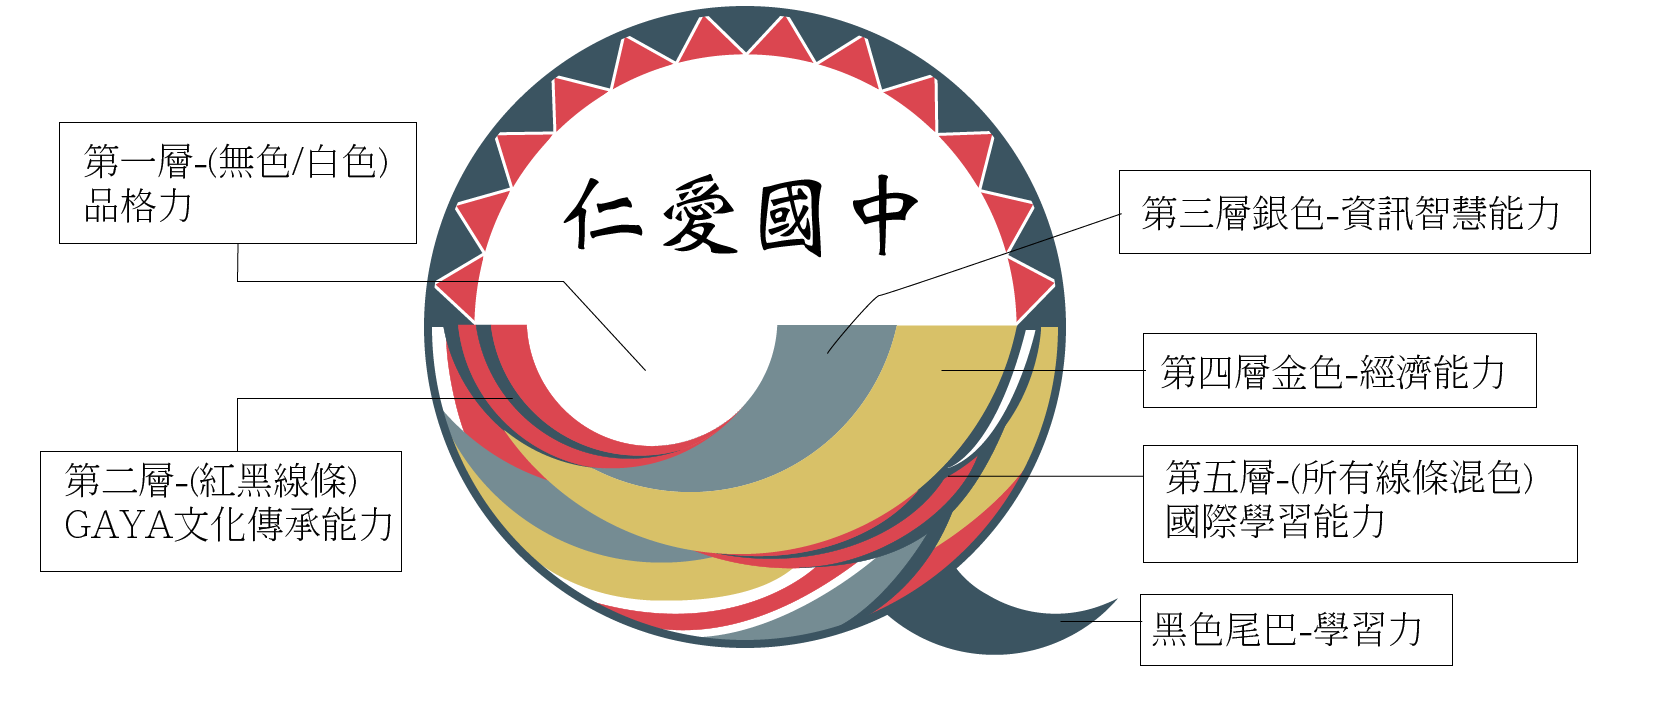 仁愛國中
第一層-(無色/白色)
品格力
第二層-(紅黑線條)
GAYA文化傳承能力
第三層銀色-資訊智慧能力
第四層金色-經濟能力
第五層-(所有線條混色)
國際學習能力
黑色尾巴-學習力